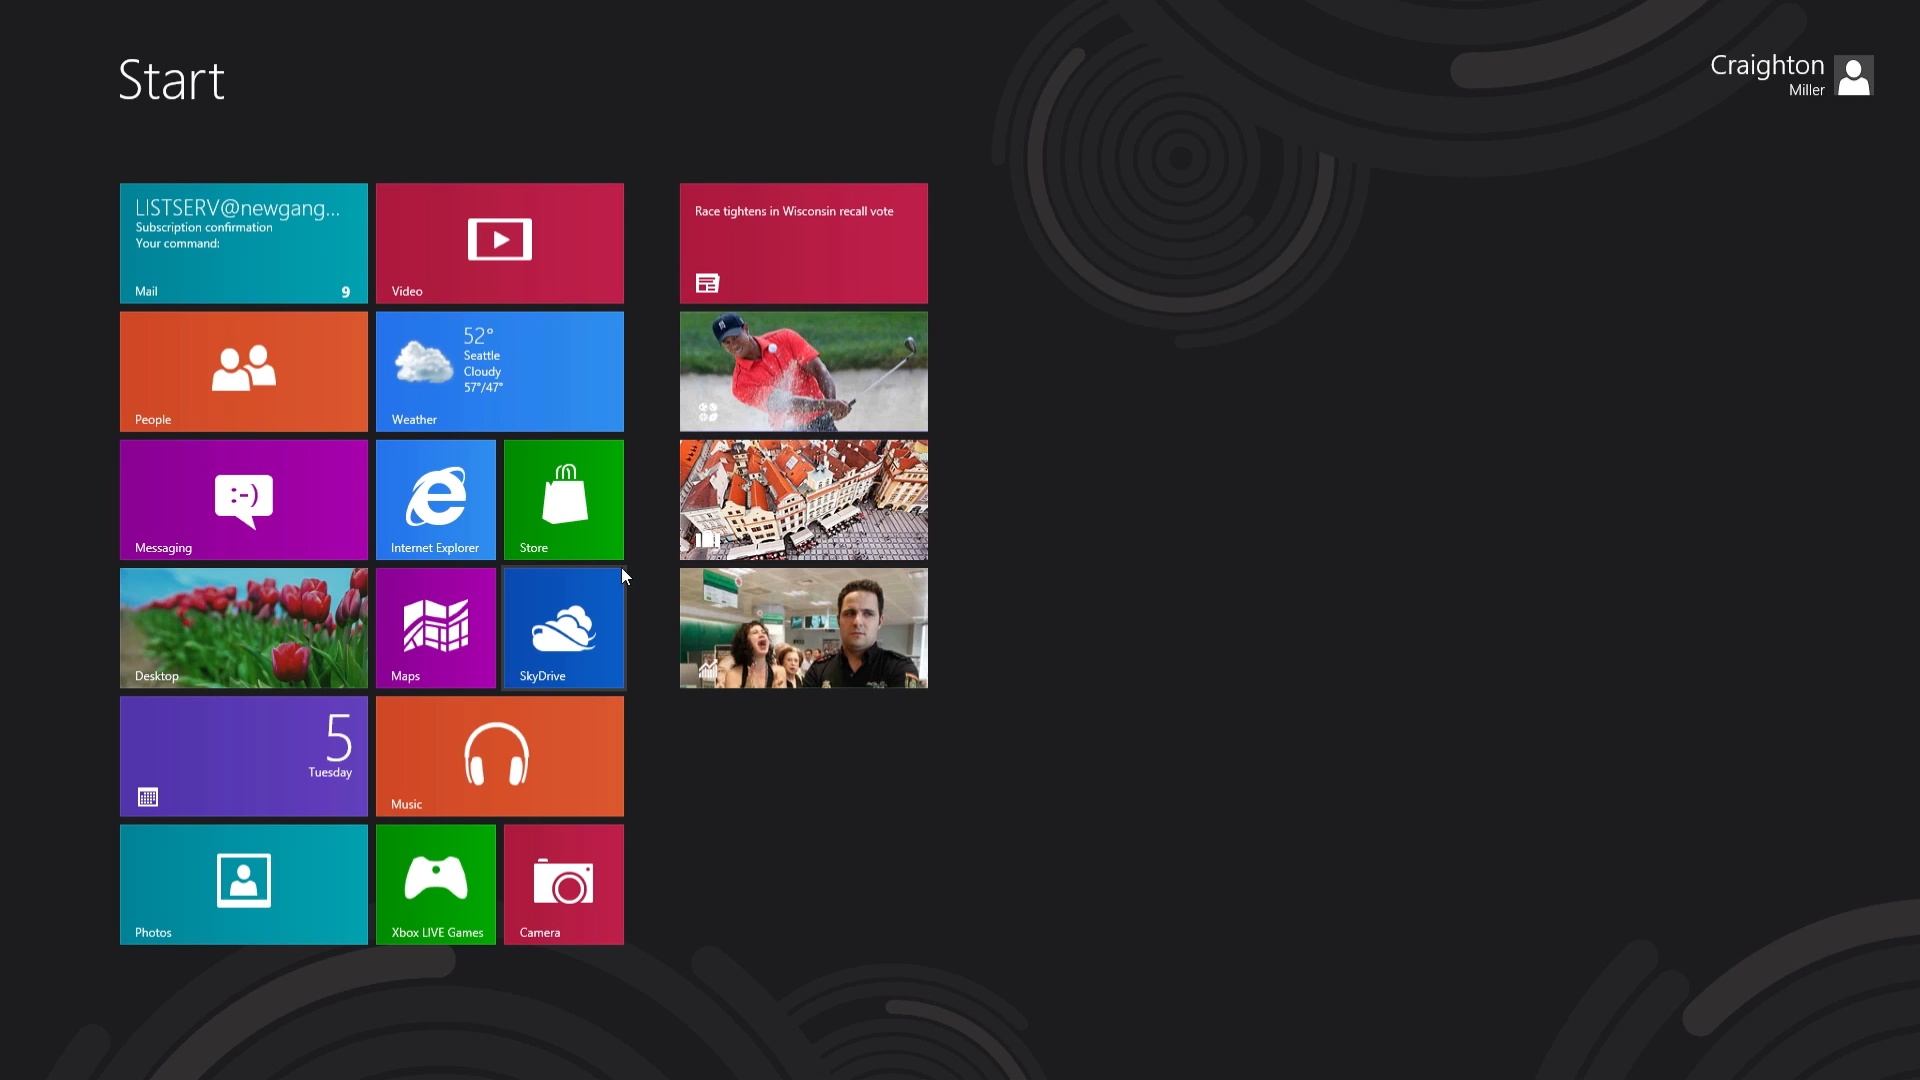 Start
Craighton
Miller
LISTSERV@newgang...
Subscription confirmation
Your command:
Mail
9
Video
Race tightens in Wisconsin recall vote
People
52°
Seattle
Cloudy
57°/47°
Weather
Messaging
:-)
Internet Explorer
Store
Desktop
Maps
SkyDrive
5
Tuesday
Music
Photos
Xbox LIVE Games
Camera